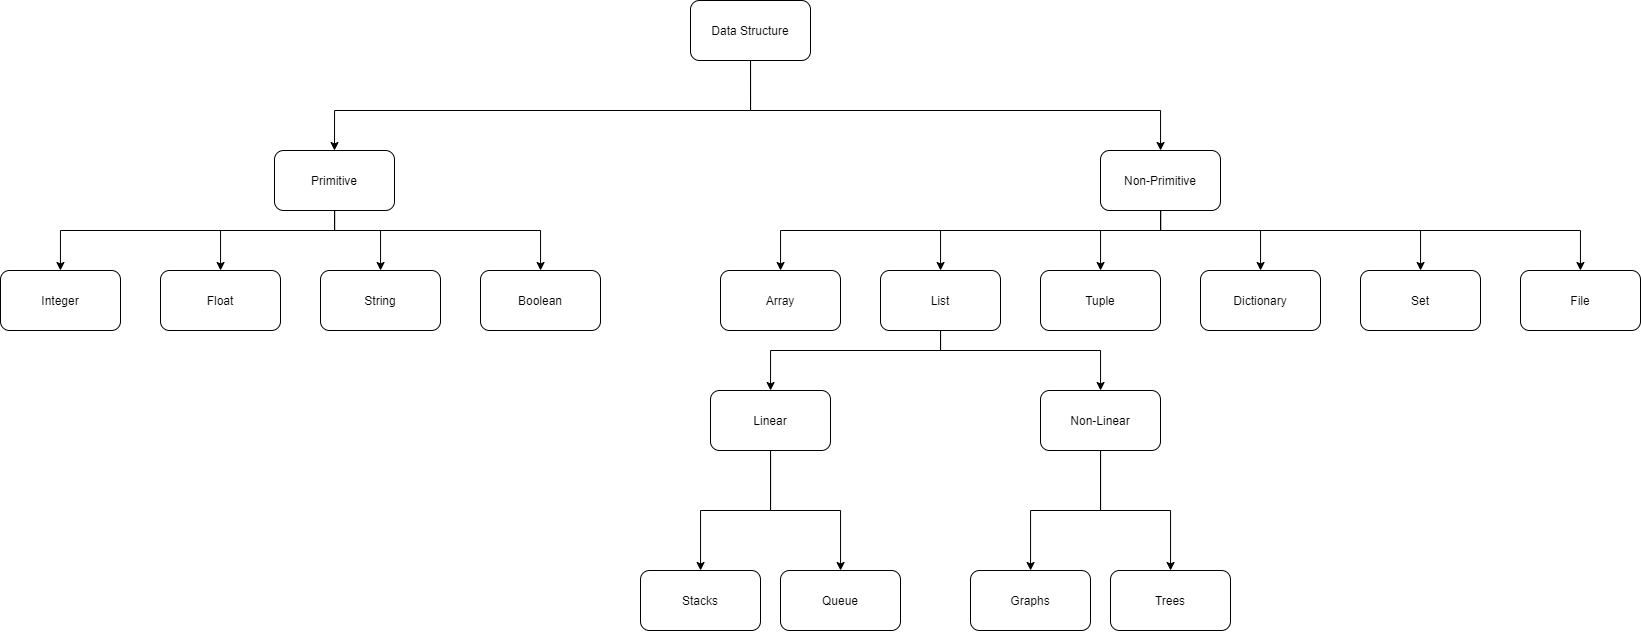 Data Structure
Primitive
Non-Primitive
Integer
Float
String
Boolean
Array
List
Tuple
Dictionary
Set
File
Linear
Non-Linear
Stacks
Queue
Graphs
Trees